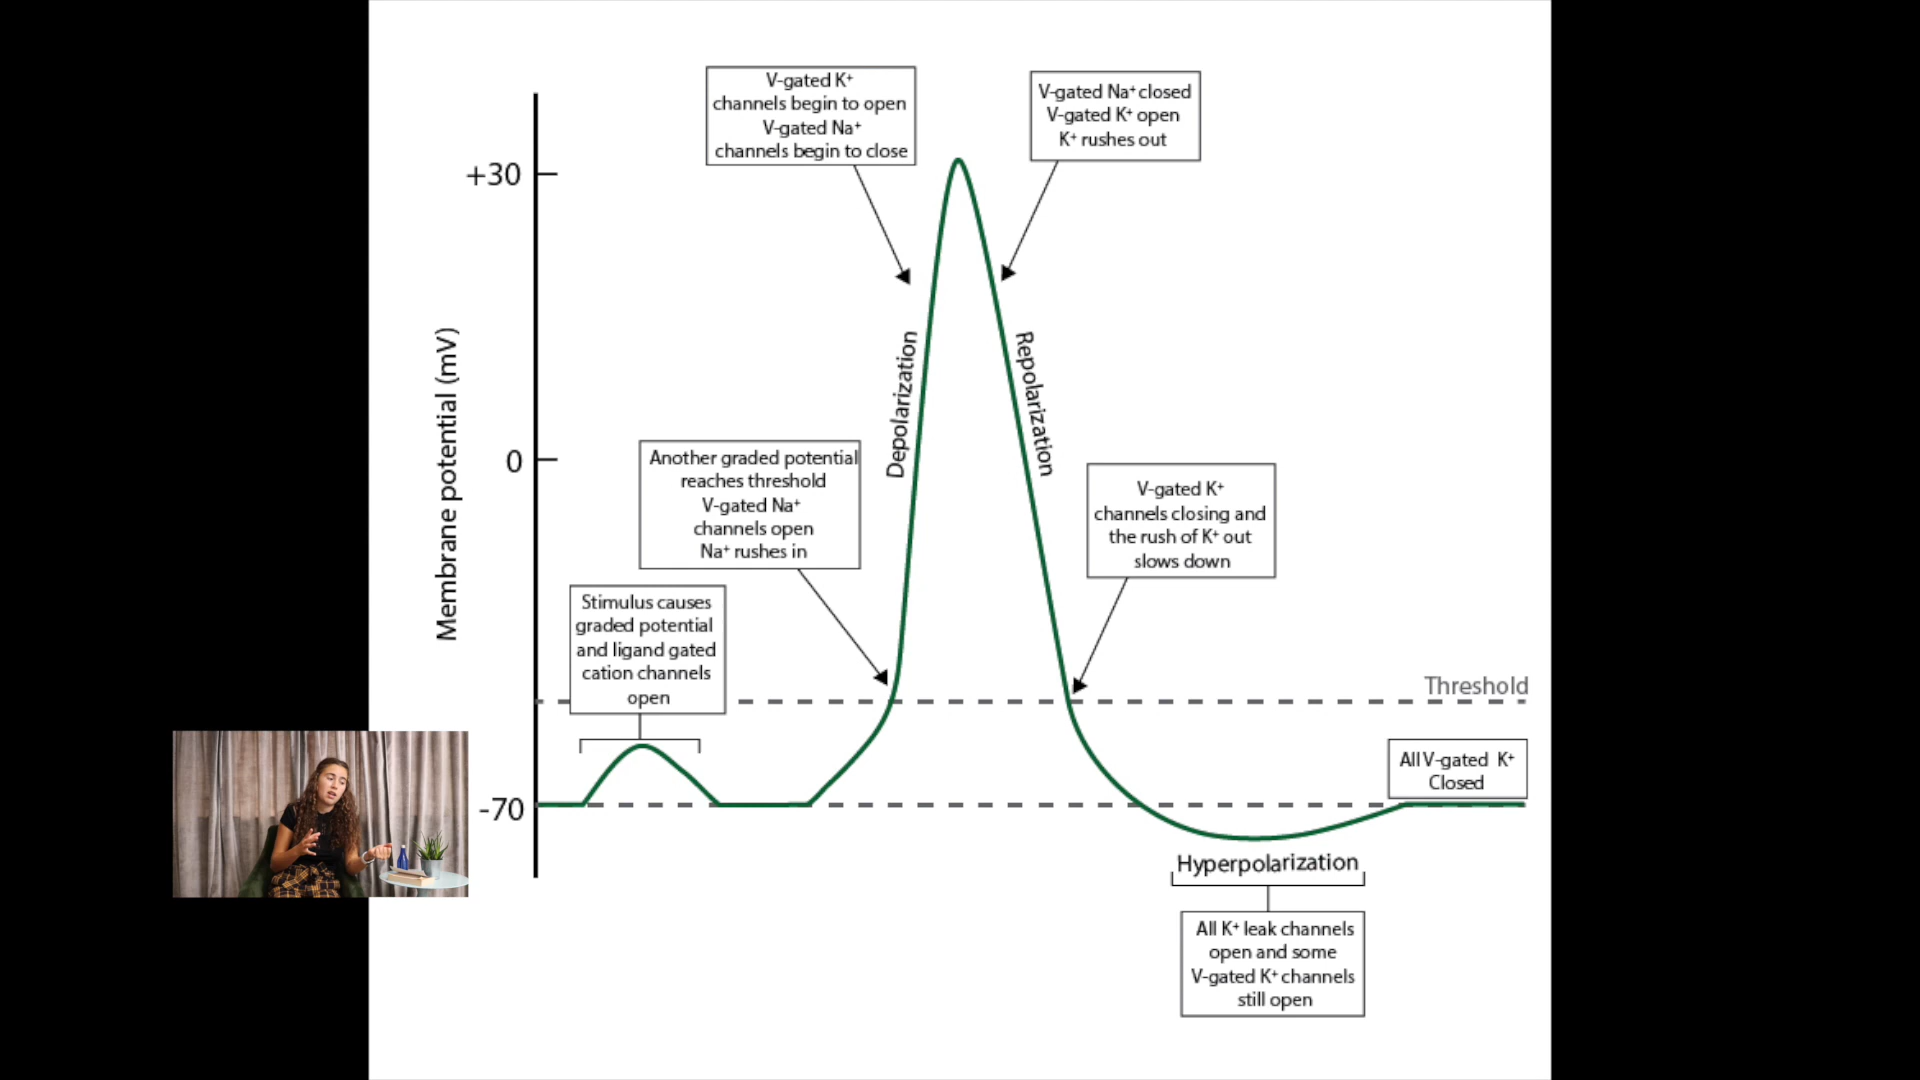 V-gated K⁺
channels begin to open
V-gated Na⁺
channels begin to close
V-gated Na⁺ closed
V-gated K⁺ open
K⁺ rushes out
+30
Membrane potential (mV)
Depolarization
Repolarization
0
Another graded potential
reaches threshold
V-gated Na⁺
channels open
Na⁺ rushes in
V-gated K⁺
channels closing and
the rush of K⁺ out
slows down
Stimulus causes
graded potential
and ligand gated
cation channels
open
Threshold
All V-gated K⁺
Closed
-70
Hyperpolarization
All K⁺ leak channels
open and some
V-gated K⁺ channels
still open